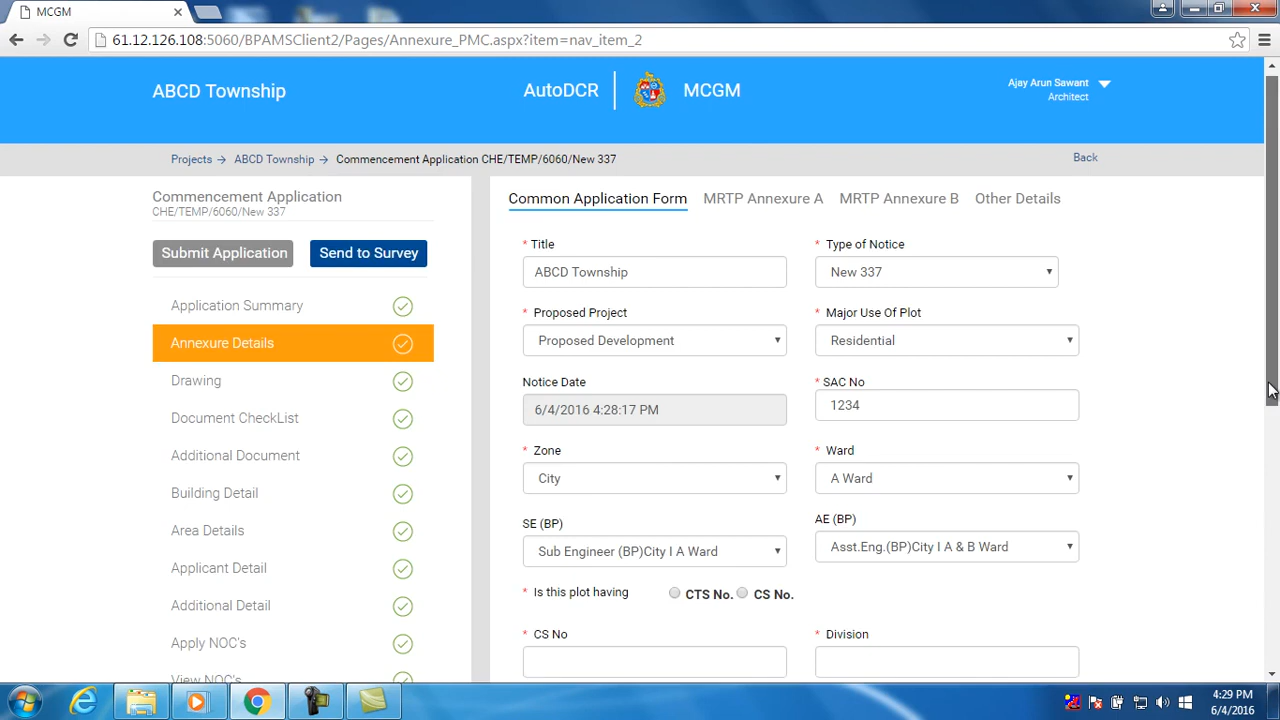 MCGM
61.12.126.108:5060/BPAMSClient2/Pages/Annexure_PMC.aspx?item=nav_item_2
ABCD Township
AutoDCR
MCGM
Ajay Arun Sawant
Architect
Projects → ABCD Township → Commencement Application CHE/TEMP/6060/New 337
Back
Commencement Application
CHE/TEMP/6060/New 337
Submit Application
Send to Survey
Application Summary
Annexure Details
Drawing
Document CheckList
Additional Document
Building Detail
Area Details
Applicant Detail
Additional Detail
Apply NOC's
View NOC's
Common Application Form
MRTP Annexure A
MRTP Annexure B
Other Details
* Title
ABCD Township
* Type of Notice
New 337
* Proposed Project
Proposed Development
* Major Use Of Plot
Residential
Notice Date
6/4/2016 4:28:17 PM
* SAC No
1234
* Zone
City
* Ward
A Ward
SE (BP)
Sub Engineer (BP)City I A Ward
AE (BP)
Asst.Eng.(BP)City I A & B Ward
* Is this plot having
CTS No.
CS No.
* CS No
* Division
4:29 PM
6/4/2016